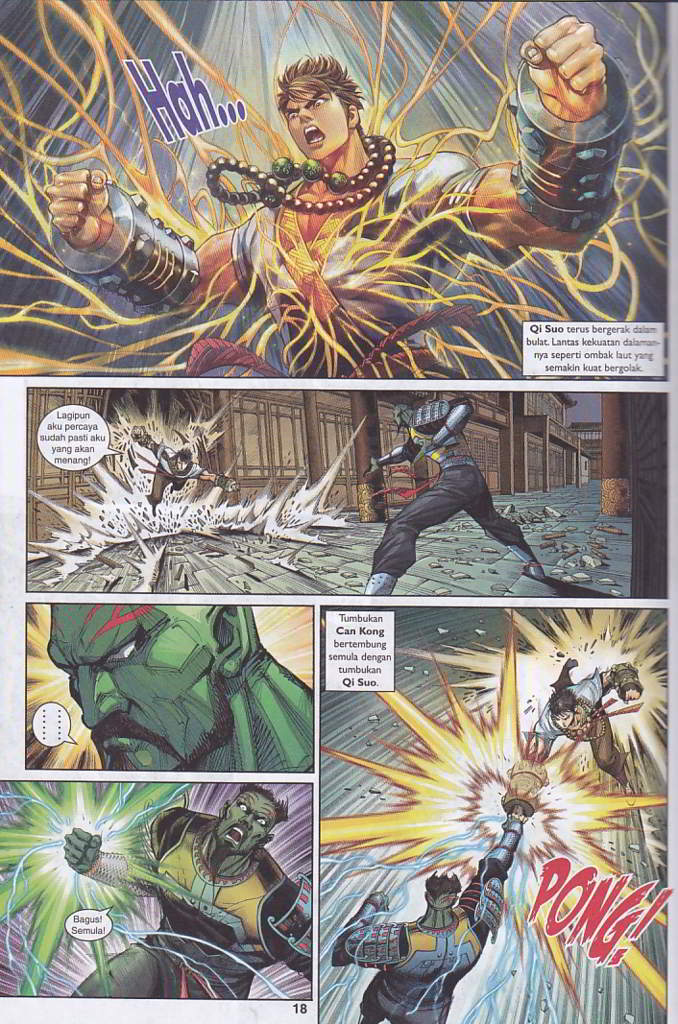 Hah...
Qi Suo terus bergerak dalam
bulat. Lantas kekuatan dalaman-
nya seperti ombak laut yang
semakin kuat bergolak.
Lagipun
aku percaya
sudah pasti aku
yang akan
menang!
Tumbukan
Can Kong
bertembung
semula dengan
tumbukan
Qi Suo.
Bagus!
Semula!
PONG!
18